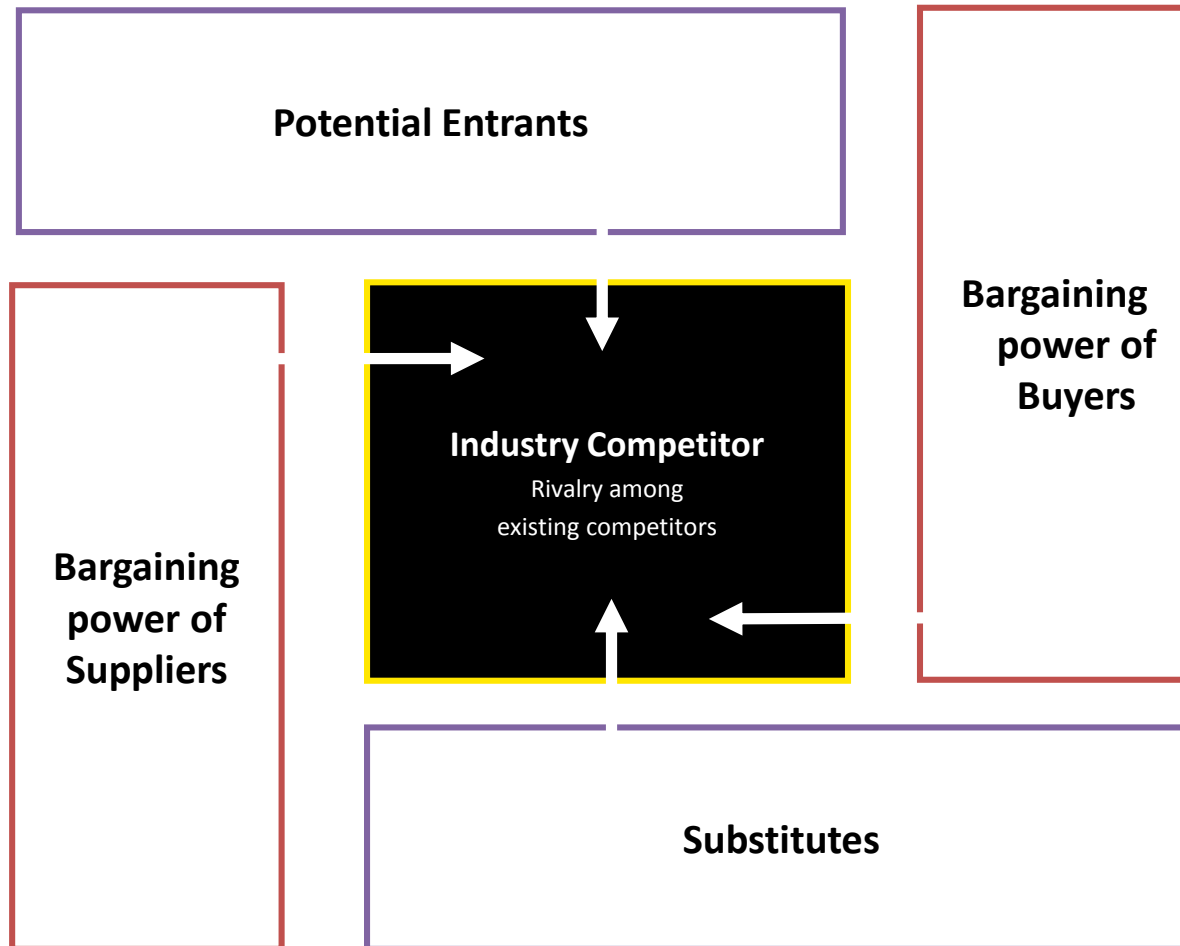 Potential Entrants
Bargaining
power of
Buyers
Industry Competitor
Rivalry among
existing competitors
Bargaining
power of
Suppliers
Substitutes